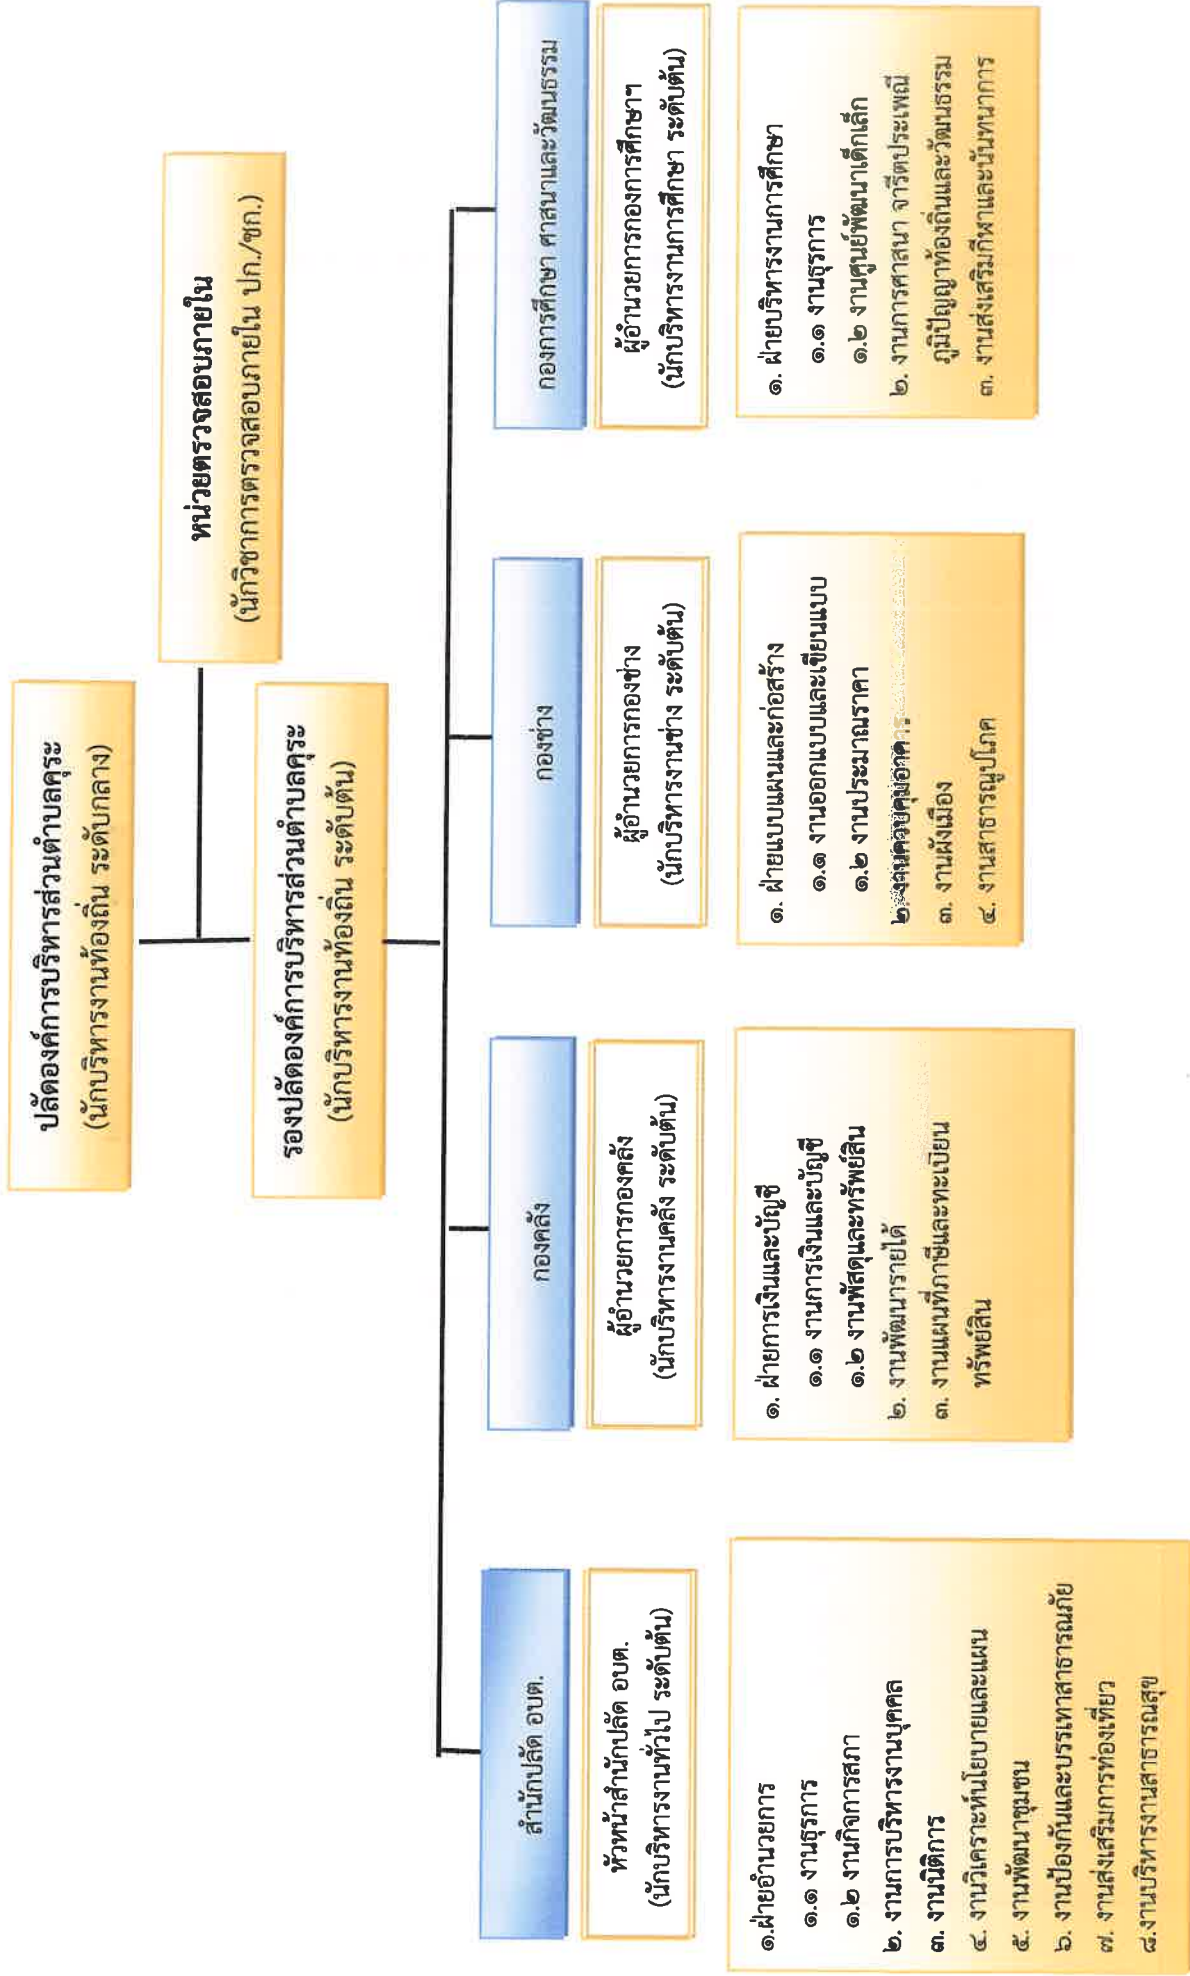 ปลัดองค์การบริหารส่วนตำบลคุระ
(นักบริหารงานท้องถิ่น ระดับกลาง)
หน่วยตรวจสอบภายใน
(นักวิชาการตรวจสอบภายใน ปก./ชก.)
รองปลัดองค์การบริหารส่วนตำบลคุระ
(นักบริหารงานท้องถิ่น ระดับต้น)
สำนักปลัด อบต.
หัวหน้าสำนักปลัด อบต.
(นักบริหารงานทั่วไป ระดับต้น)
๑.ฝ่ายอำนวยการ
๑.๑ งานธุรการ
๑.๒ งานกิจการสภา
๒. งานการบริหารงานบุคคล
๓. งานนิติการ
๔. งานวิเคราะห์นโยบายและแผน
๕. งานพัฒนาชุมชน
๖. งานป้องกันและบรรเทาสาธารณภัย
๗. งานส่งเสริมการท่องเที่ยว
๘.งานบริหารงานสาธารณสุข
กองคลัง
ผู้อำนวยการกองคลัง
(นักบริหารงานคลัง ระดับต้น)
๑. ฝ่ายการเงินและบัญชี
๑.๑ งานการเงินและบัญชี
๑.๒ งานพัสดุและทรัพย์สิน
๒. งานพัฒนารายได้
๓. งานแผนที่ภาษีและทะเบียน
ทรัพย์สิน
กองช่าง
ผู้อำนวยการกองช่าง
(นักบริหารงานช่าง ระดับต้น)
๑. ฝ่ายแบบแผนและก่อสร้าง
๑.๑ งานออกแบบและเขียนแบบ
๑.๒ งานประมาณราคา
๒. งานควบคุมอาคาร
๓. งานผังเมือง
๔. งานสาธารณูปโภค
กองการศึกษา ศาสนาและวัฒนธรรม
ผู้อำนวยการกองการศึกษาฯ
(นักบริหารงานการศึกษา ระดับต้น)
๑. ฝ่ายบริหารงานการศึกษา
๑.๑ งานธุรการ
๑.๒ งานศูนย์พัฒนาเด็กเล็ก
๒. งานการศาสนา จารีตประเพณี
ภูมิปัญญาท้องถิ่นและวัฒนธรรม
๓. งานส่งเสริมกีฬาและนันทนาการ